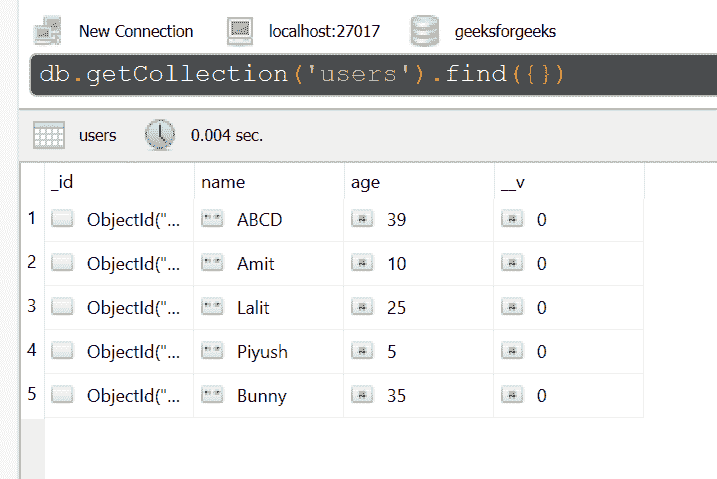 New Connection localhost:27017 geeksforgeeks
db.getCollection('users').find({})
users 0.004 sec.
_id name age __v
1 ObjectId("... ABCD 39 0
2 ObjectId("... Amit 10 0
3 ObjectId("... Lalit 25 0
4 ObjectId("... Piyush 5 0
5 ObjectId("... Bunny 35 0